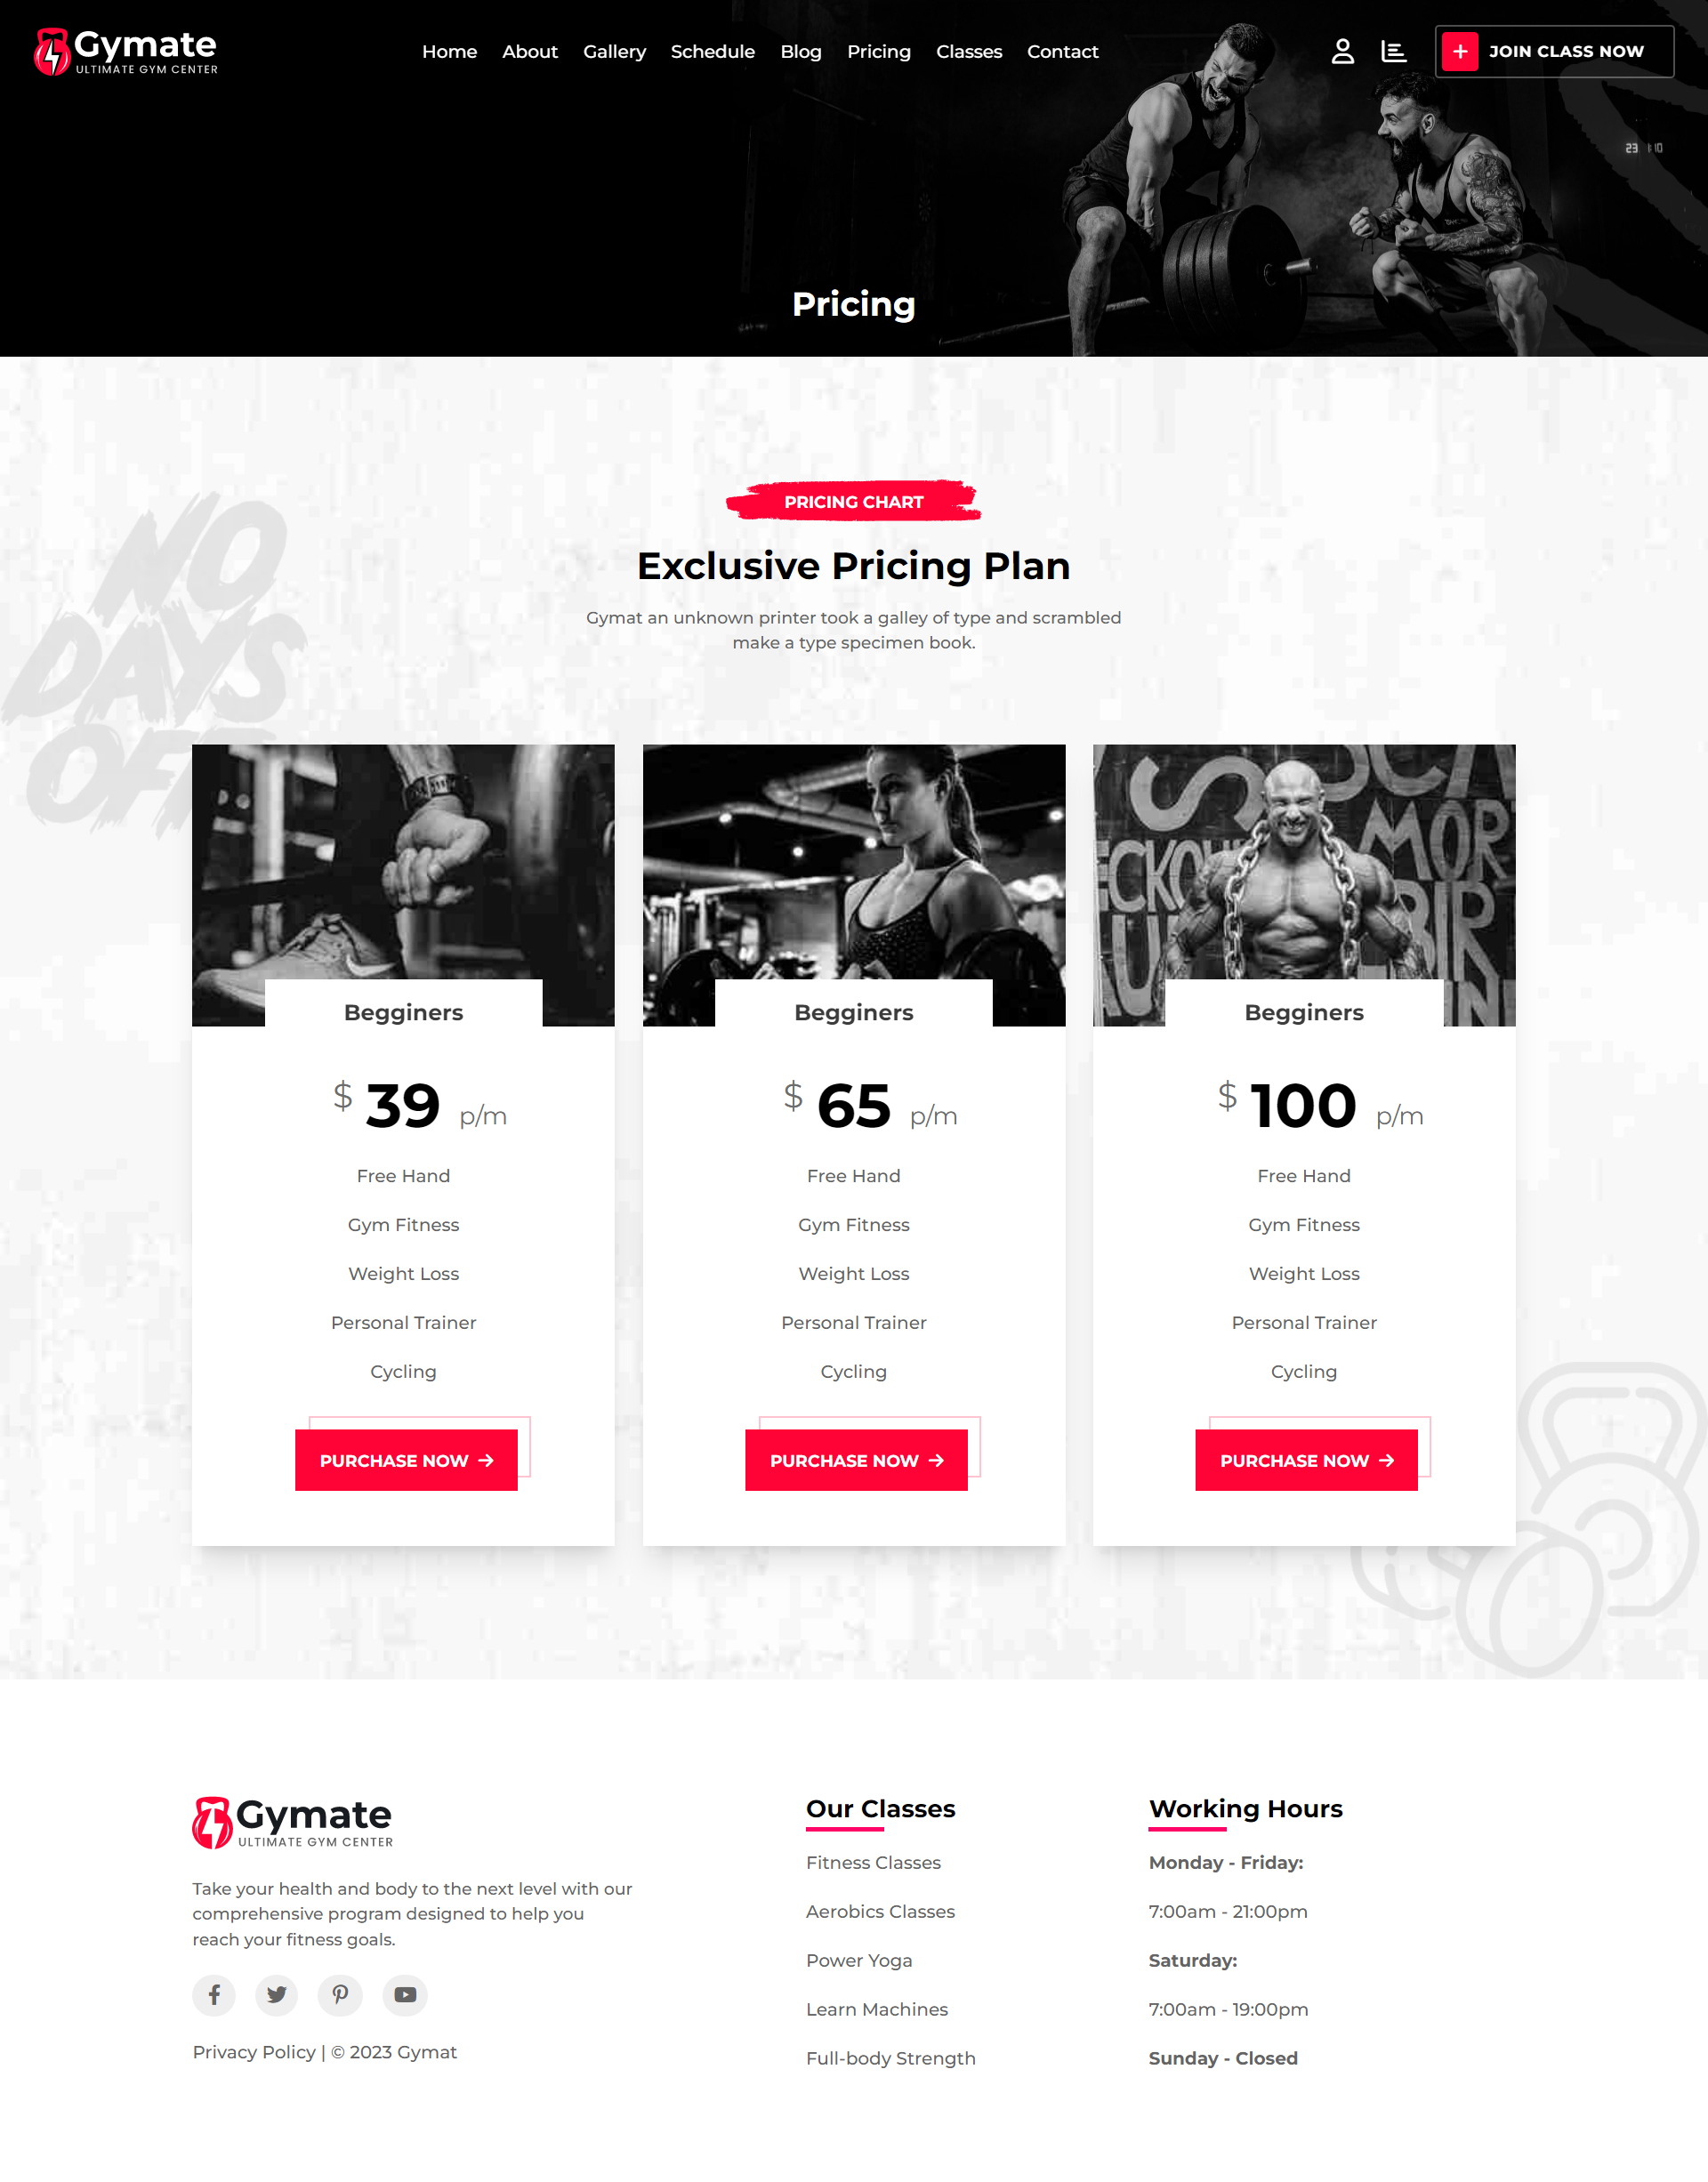 Gymate
ULTIMATE GYM CENTER
Home About Gallery Schedule Blog Pricing Classes Contact
JOIN CLASS NOW
23
Pricing
PRICING CHART
Exclusive Pricing Plan
Gymat an unknown printer took a galley of type and scrambled
make a type specimen book.
NO
DAYS
OFF
MOR
Begginers
$ 39 p/m
Free Hand
Gym Fitness
Weight Loss
Personal Trainer
Cycling
PURCHASE NOW
Begginers
$ 65 p/m
Free Hand
Gym Fitness
Weight Loss
Personal Trainer
Cycling
PURCHASE NOW
Begginers
$ 100 p/m
Free Hand
Gym Fitness
Weight Loss
Personal Trainer
Cycling
PURCHASE NOW
Gymate
ULTIMATE GYM CENTER
Take your health and body to the next level with our
comprehensive program designed to help you
reach your fitness goals.
Privacy Policy | © 2023 Gymat
Our Classes
Fitness Classes
Aerobics Classes
Power Yoga
Learn Machines
Full-body Strength
Working Hours
Monday - Friday:
7:00am - 21:00pm
Saturday:
7:00am - 19:00pm
Sunday - Closed